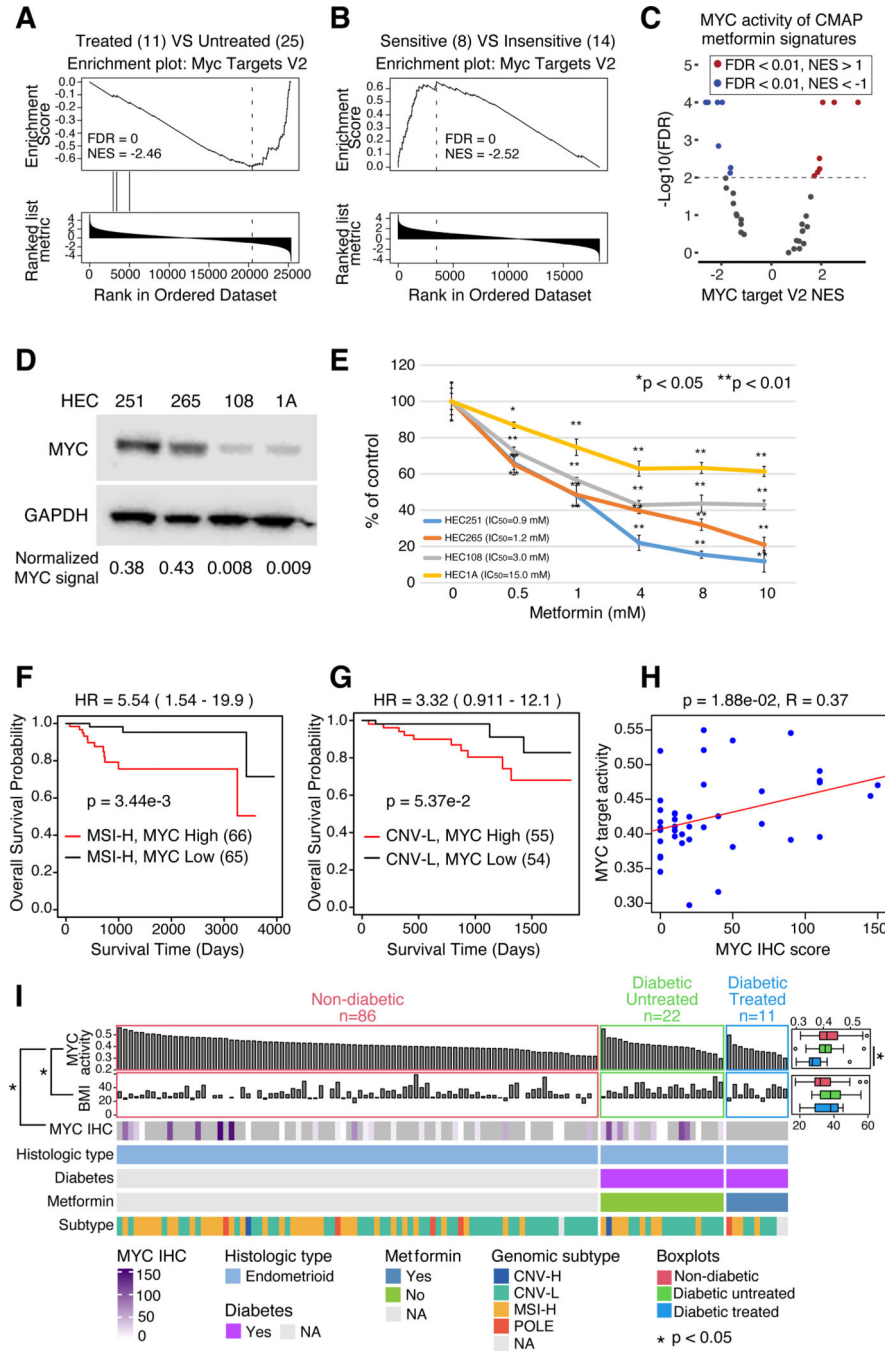 A
Treated (11) VS Untreated (25)
Enrichment plot: Myc Targets V2
Enrichment Score
0.0
-0.1
-0.2
-0.3
-0.4
-0.5
-0.6
FDR = 0
NES = -2.46
Ranked list metric
4
2
0
-2
-4
0 5000 10000 15000 20000 25000
Rank in Ordered Dataset
B
Sensitive (8) VS Insensitive (14)
Enrichment plot: Myc Targets V2
Enrichment Score
0.6
0.4
0.2
0.0
FDR = 0
NES = -2.52
Ranked list metric
4
2
0
-2
-4
0 5000 10000 15000
Rank in Ordered Dataset
C
MYC activity of CMAP
metformin signatures
FDR < 0.01, NES > 1
FDR < 0.01, NES < -1
-Log10(FDR)
5
4
3
2
1
0
-2 0 2 4
MYC target V2 NES
D
HEC 251 265 108 1A
MYC
GAPDH
Normalized
MYC signal
0.38 0.43 0.008 0.009
E
*p < 0.05 **p < 0.01
% of control
120
100
80
60
40
20
0
HEC251 (IC50=0.9 mM)
HEC265 (IC50=1.2 mM)
HEC108 (IC50=3.0 mM)
HEC1A (IC50=15.0 mM)
0 0.5 1 4 8 10
Metformin (mM)
F
HR = 5.54 ( 1.54 - 19.9 )
Overall Survival Probability
1.0
0.8
0.6
0.4
0.2
0.0
p = 3.44e-3
MSI-H, MYC High (66)
MSI-H, MYC Low (65)
0 1000 2000 3000 4000
Survival Time (Days)
G
HR = 3.32 ( 0.911 - 12.1 )
Overall Survival Probability
1.0
0.8
0.6
0.4
0.2
0.0
p = 5.37e-2
CNV-L, MYC High (55)
CNV-L, MYC Low (54)
0 500 1000 1500
Survival Time (Days)
H
p = 1.88e-02, R = 0.37
MYC target activity
0.55
0.50
0.45
0.40
0.35
0.30
0 50 100 150
MYC IHC score
I
Non-diabetic
n=86
Diabetic
Untreated
n=22
Diabetic
Treated
n=11
0.3 0.4 0.5
MYC activity
0.5
0.4
0.3
0.2
*
*
*
BMI
40
20
0
20 40 60
MYC IHC
Histologic type
Diabetes
Metformin
Subtype
MYC IHC
150
100
50
0
Histologic type
Endometrioid
Diabetes
Yes NA
Metformin
Yes
No
NA
Genomic subtype
CNV-H
CNV-L
MSI-H
POLE
NA
Boxplots
Non-diabetic
Diabetic untreated
Diabetic treated
* p < 0.05